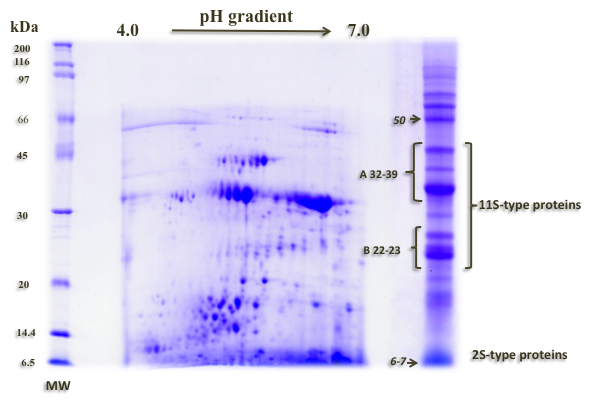 pH gradient
kDa
4.0
7.0
200
116
97
66
50
45
A 32-39
11S-type proteins
30
B 22-23
20
14.4
6.5
6-7
2S-type proteins
MW